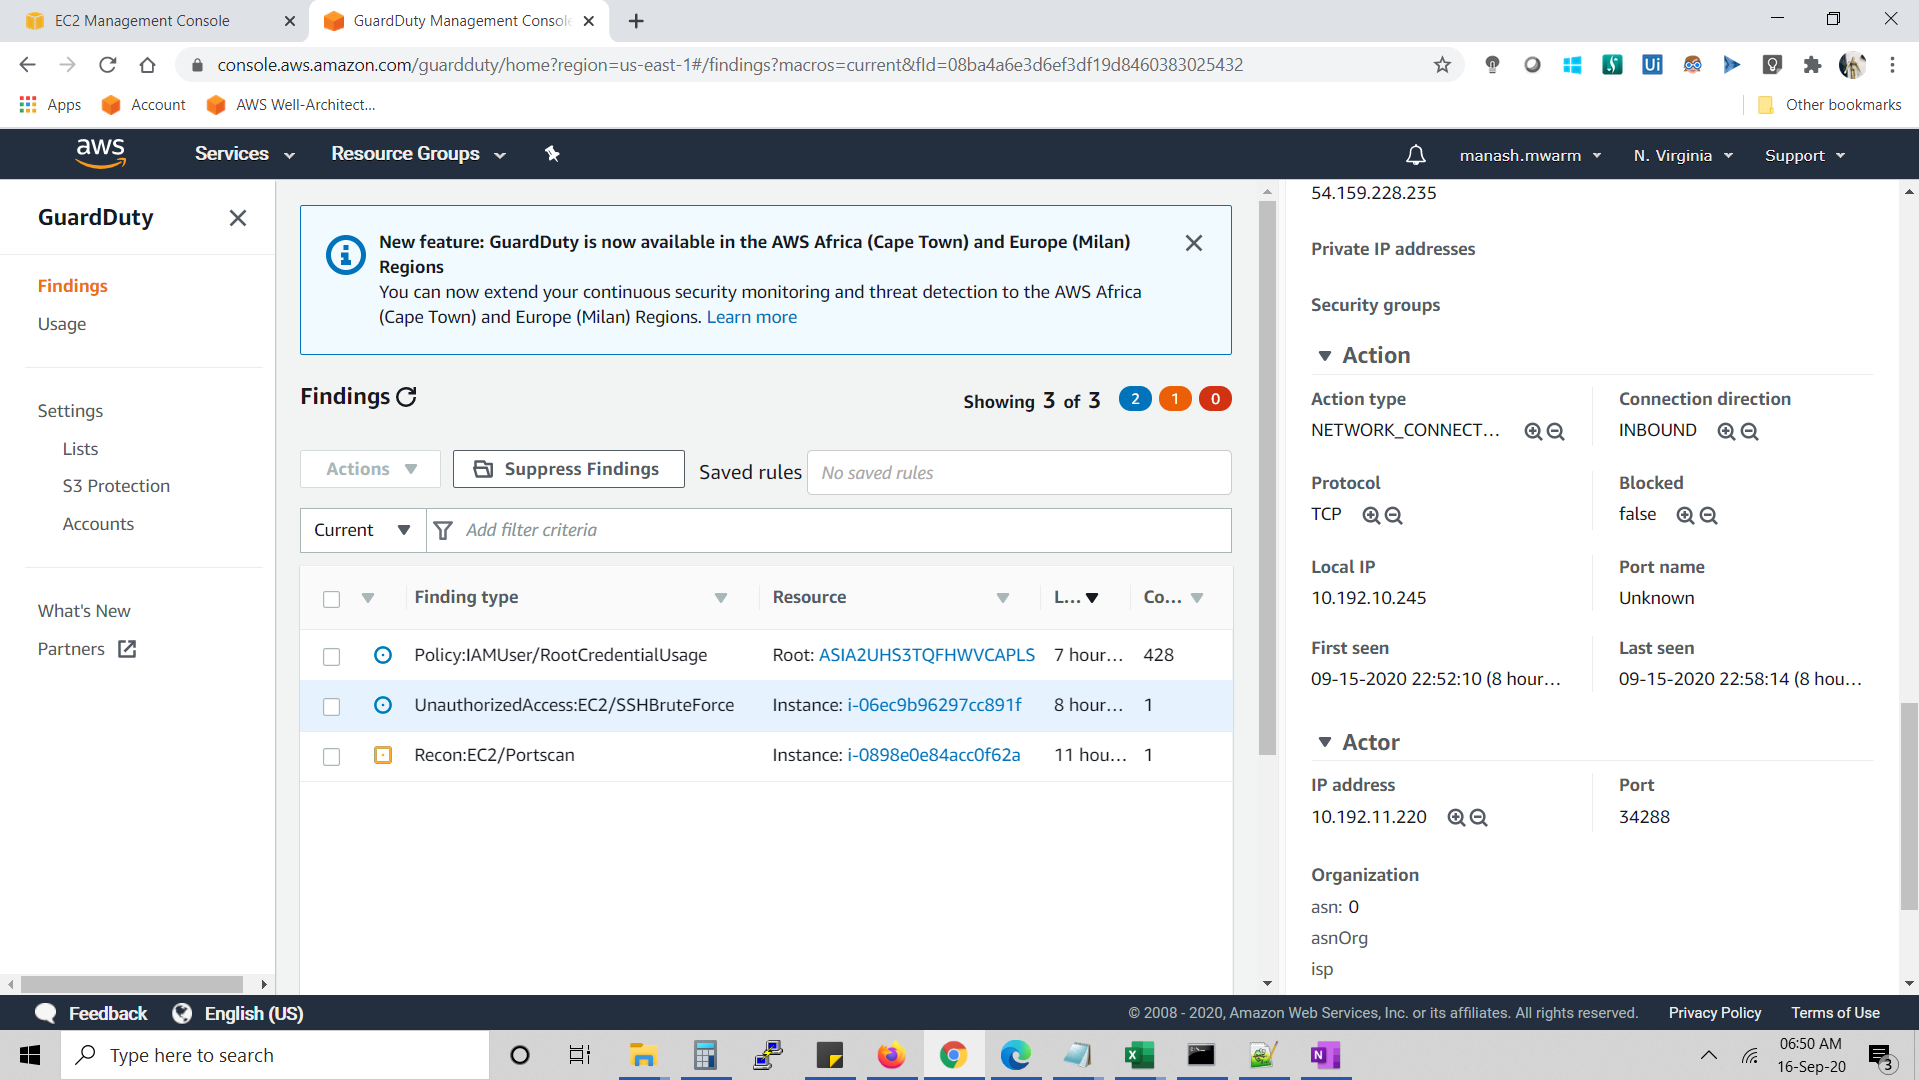 EC2 Management Console
GuardDuty Management Console
console.aws.amazon.com/guardduty/home?region=us-east-1#/findings?macros=current&fId=08ba4a6e3d6ef3df19d8460383025432
Apps
Account
AWS Well-Architect...
Other bookmarks
aws
Services
Resource Groups
manash.mwarm
N. Virginia
Support
GuardDuty
Findings
Usage
Settings
Lists
S3 Protection
Accounts
What's New
Partners
New feature: GuardDuty is now available in the AWS Africa (Cape Town) and Europe (Milan)
Regions
You can now extend your continuous security monitoring and threat detection to the AWS Africa
(Cape Town) and Europe (Milan) Regions. Learn more
Findings
Showing 3 of 3
2
1
0
Actions
Suppress Findings
Saved rules
No saved rules
Current
Add filter criteria
Finding type
Resource
L...
Co...
Policy:IAMUser/RootCredentialUsage
Root: ASIA2UHS3TQFHWVCAPLS
7 hour...
428
UnauthorizedAccess:EC2/SSHBruteForce
Instance: i-06ec9b96297cc891f
8 hour...
1
Recon:EC2/Portscan
Instance: i-0898e0e84acc0f62a
11 hou...
1
54.159.228.235
Private IP addresses
Security groups
Action
Action type
NETWORK_CONNECT...
Connection direction
INBOUND
Protocol
TCP
Blocked
false
Local IP
10.192.10.245
Port name
Unknown
First seen
09-15-2020 22:52:10 (8 hour...
Last seen
09-15-2020 22:58:14 (8 hou...
Actor
IP address
10.192.11.220
Port
34288
Organization
asn: 0
asnOrg
isp
Feedback
English (US)
© 2008 - 2020, Amazon Web Services, Inc. or its affiliates. All rights reserved.
Privacy Policy
Terms of Use
Type here to search
06:50 AM
16-Sep-20
3